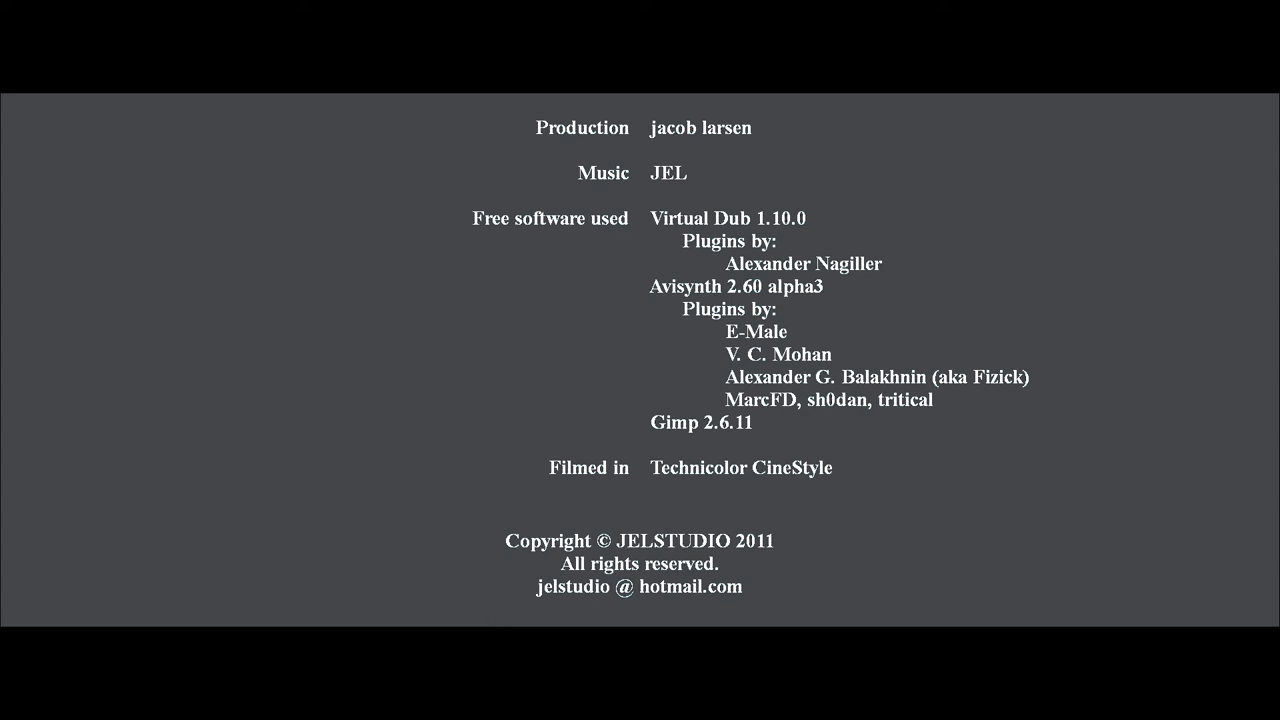 Production jacob larsen
Music JEL
Free software used Virtual Dub 1.10.0
Plugins by:
Alexander Nagiller
Avisynth 2.60 alpha3
Plugins by:
E-Male
V. C. Mohan
Alexander G. Balakhnin (aka Fizick)
MarcFD, sh0dan, tritical
Gimp 2.6.11
Filmed in Technicolor CineStyle
Copyright © JELSTUDIO 2011
All rights reserved.
jelstudio @ hotmail.com